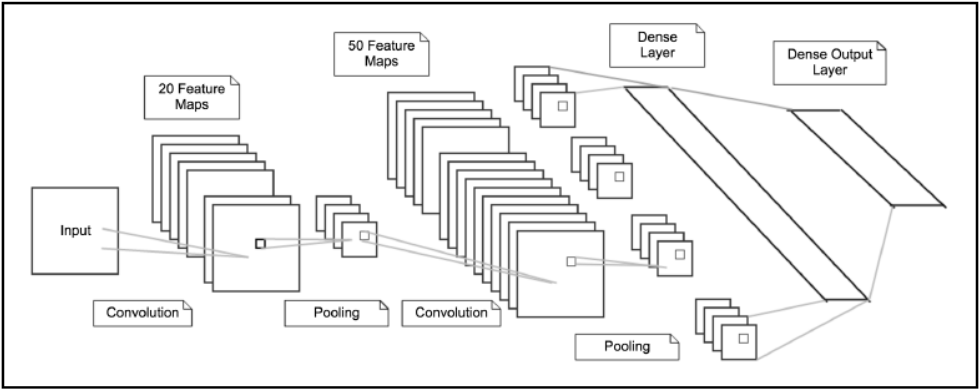 50 Feature
Maps
Dense
Layer
Dense Output
Layer
20 Feature
Maps
Input
Convolution
Pooling
Convolution
Pooling